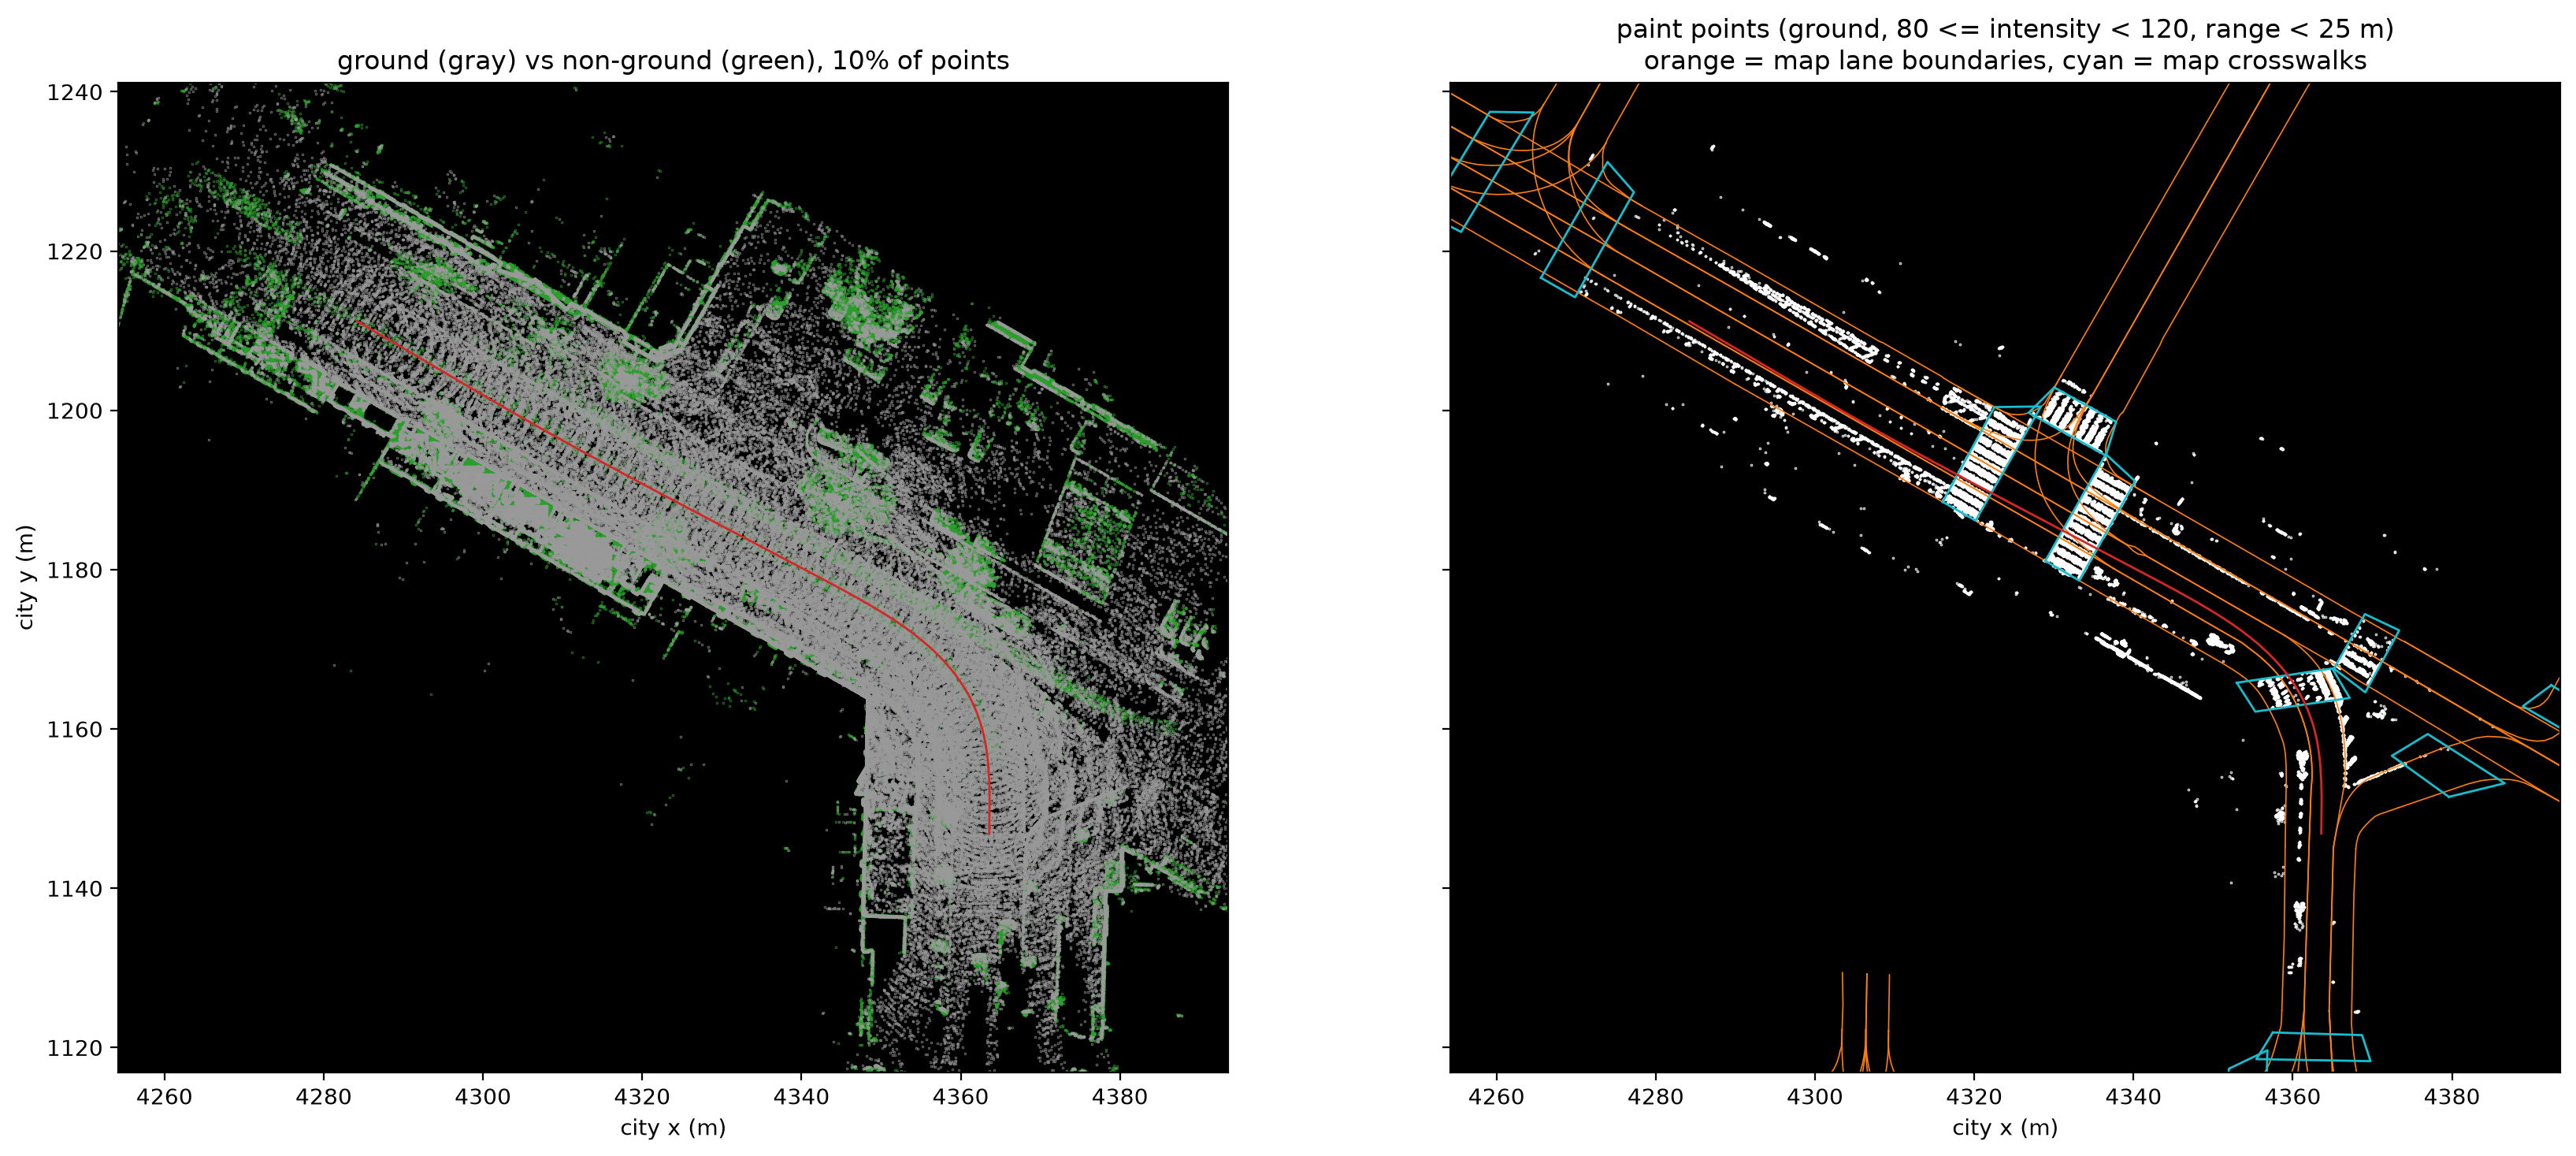 ground (gray) vs non-ground (green), 10% of points
1240
1220
1200
1180
1160
1140
1120
city y (m)
4260 4280 4300 4320 4340 4360 4380
city x (m)
paint points (ground, 80 <= intensity < 120, range < 25 m)
orange = map lane boundaries, cyan = map crosswalks
4260 4280 4300 4320 4340 4360 4380
city x (m)